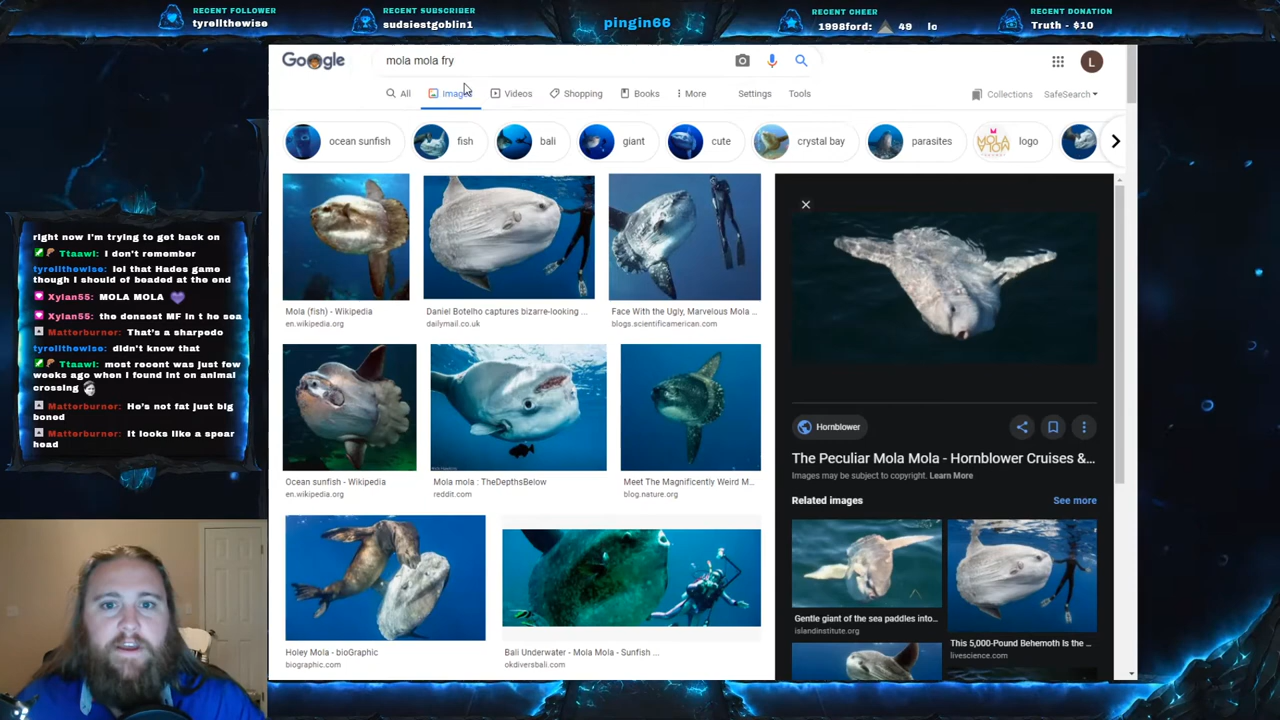 RECENT FOLLOWER
tyrollthewise
RECENT SUBSCRIBER
sudsiestgoblin1
pingin66
RECENT CHEER
1998ford: 49 lo
RECENT DONATION
Truth - $10
Google
mola mola fry
L
All
Images
Videos
Shopping
Books
More
Settings
Tools
Collections
SafeSearch
ocean sunfish
fish
bali
giant
cute
crystal bay
parasites
MOLA MOLA
logo
right now I'm trying to get back on
Ttaawl: I don't remember
tyrollthewise: lol that Hades game
though I should of beaded at the end
Xylan55: MOLA MOLA
Xylan55: the densest MF in t he sea
Matterburner: That's a sharpedo
tyrollthewise: didn't know that
Ttaawl: most recent was just few
weeks ago when I found int on animal
crossing
Matterburner: He's not fat just big
boned
Matterburner: It looks like a spear
head
Mola (fish) - Wikipedia
en.wikipedia.org
Daniel Botelho captures bizarre-looking ...
dailymail.co.uk
Face With the Ugly, Marvelous Mola ...
blogs.scientificamerican.com
Ocean sunfish - Wikipedia
en.wikipedia.org
Mola mola : TheDepthsBelow
reddit.com
Meet The Magnificently Weird M...
blog.nature.org
Holey Mola - bioGraphic
biographic.com
Bali Underwater - Mola Mola - Sunfish ...
okdiversbali.com
Hornblower
The Peculiar Mola Mola - Hornblower Cruises &...
Images may be subject to copyright. Learn More
Related images
See more
Gentle giant of the sea paddles into...
islandinstitute.org
This 5,000-Pound Behemoth Is the ...
livescience.com